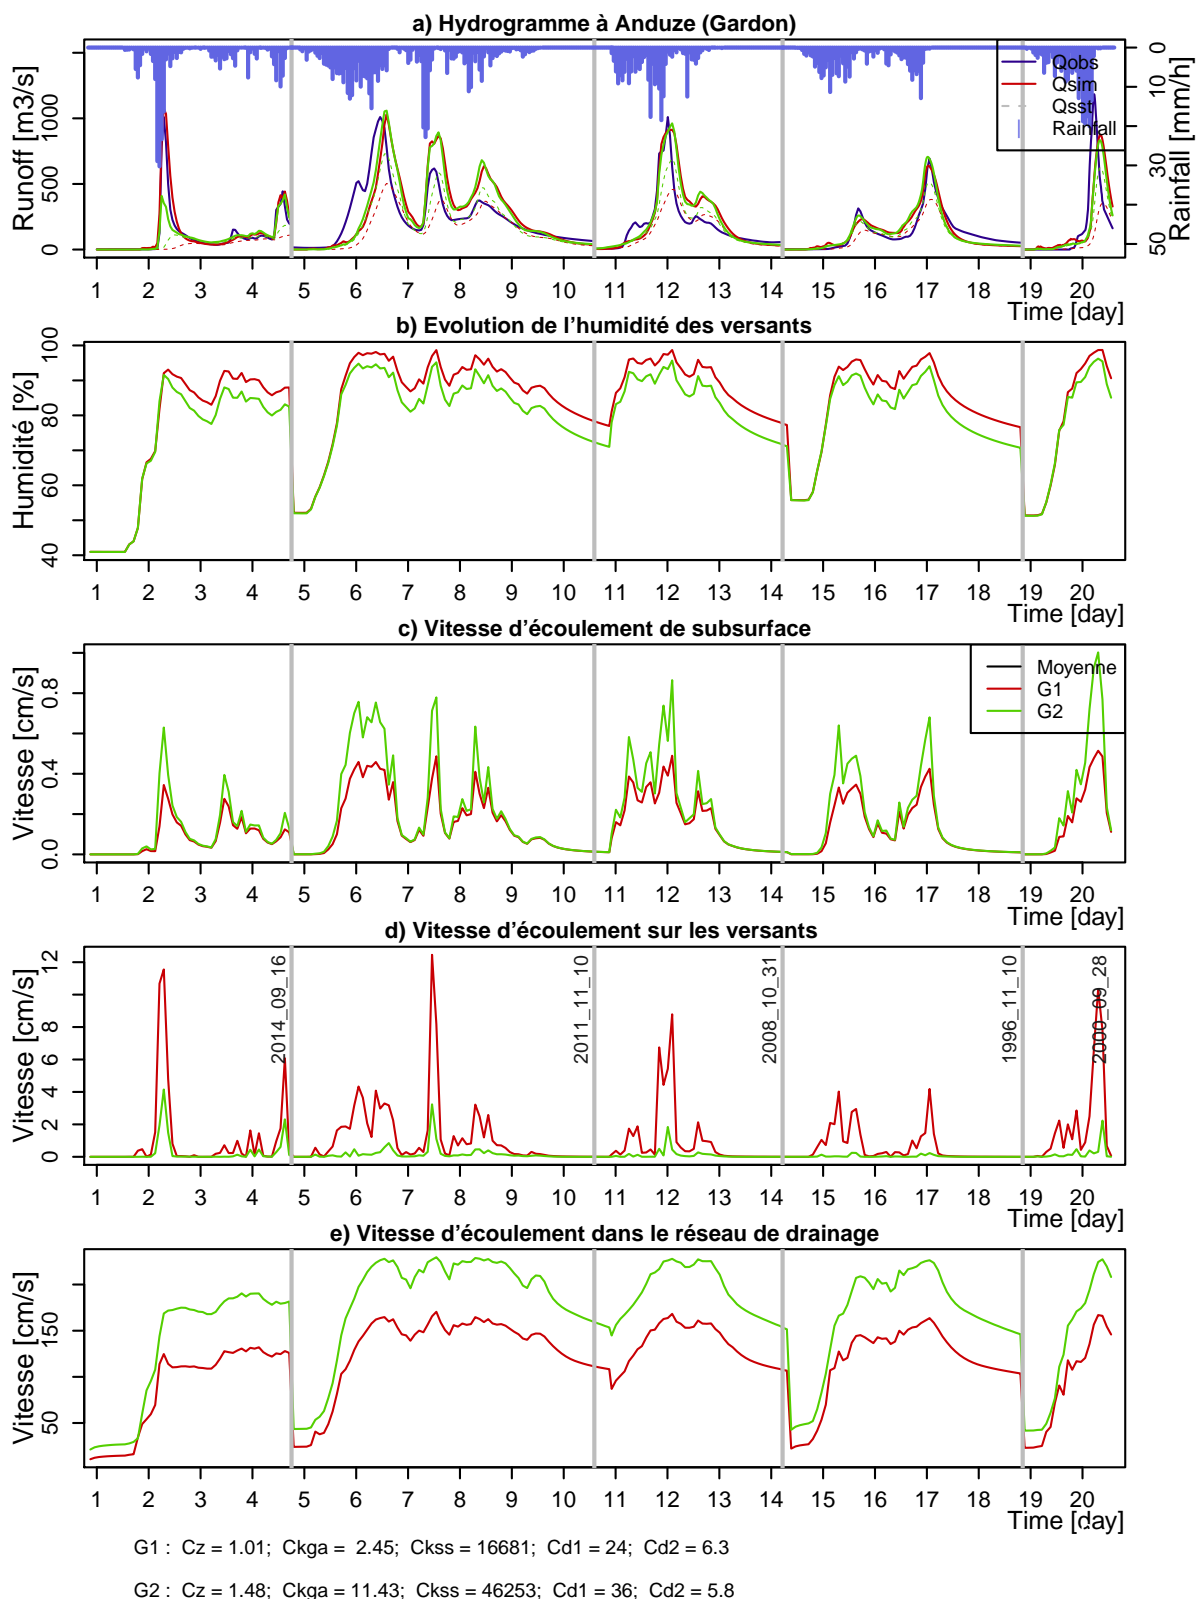 a) Hydrogramme à Anduze (Gardon)
Runoff [m3/s]
0 500 1000
Rainfall [mm/h]
0 10 30 50
Qobs
Qsim
Qsst
Rainfall
1 2 3 4 5 6 7 8 9 10 11 12 13 14 15 16 17 18 19 20
Time [day]
b) Evolution de l'humidité des versants
Humidité [%]
40 60 80 100
1 2 3 4 5 6 7 8 9 10 11 12 13 14 15 16 17 18 19 20
Time [day]
c) Vitesse d'écoulement de subsurface
Vitesse [cm/s]
0.0 0.4 0.8
Moyenne
G1
G2
1 2 3 4 5 6 7 8 9 10 11 12 13 14 15 16 17 18 19 20
Time [day]
d) Vitesse d'écoulement sur les versants
Vitesse [cm/s]
0 2 4 6 8 12
2014_09_16
2011_11_10
2008_10_31
1996_11_10
2000_09_28
1 2 3 4 5 6 7 8 9 10 11 12 13 14 15 16 17 18 19 20
Time [day]
e) Vitesse d'écoulement dans le réseau de drainage
Vitesse [cm/s]
50 150
1 2 3 4 5 6 7 8 9 10 11 12 13 14 15 16 17 18 19 20
Time [day]
G1 : Cz = 1.01; Ckga = 2.45; Ckss = 16681; Cd1 = 24; Cd2 = 6.3
G2 : Cz = 1.48; Ckga = 11.43; Ckss = 46253; Cd1 = 36; Cd2 = 5.8